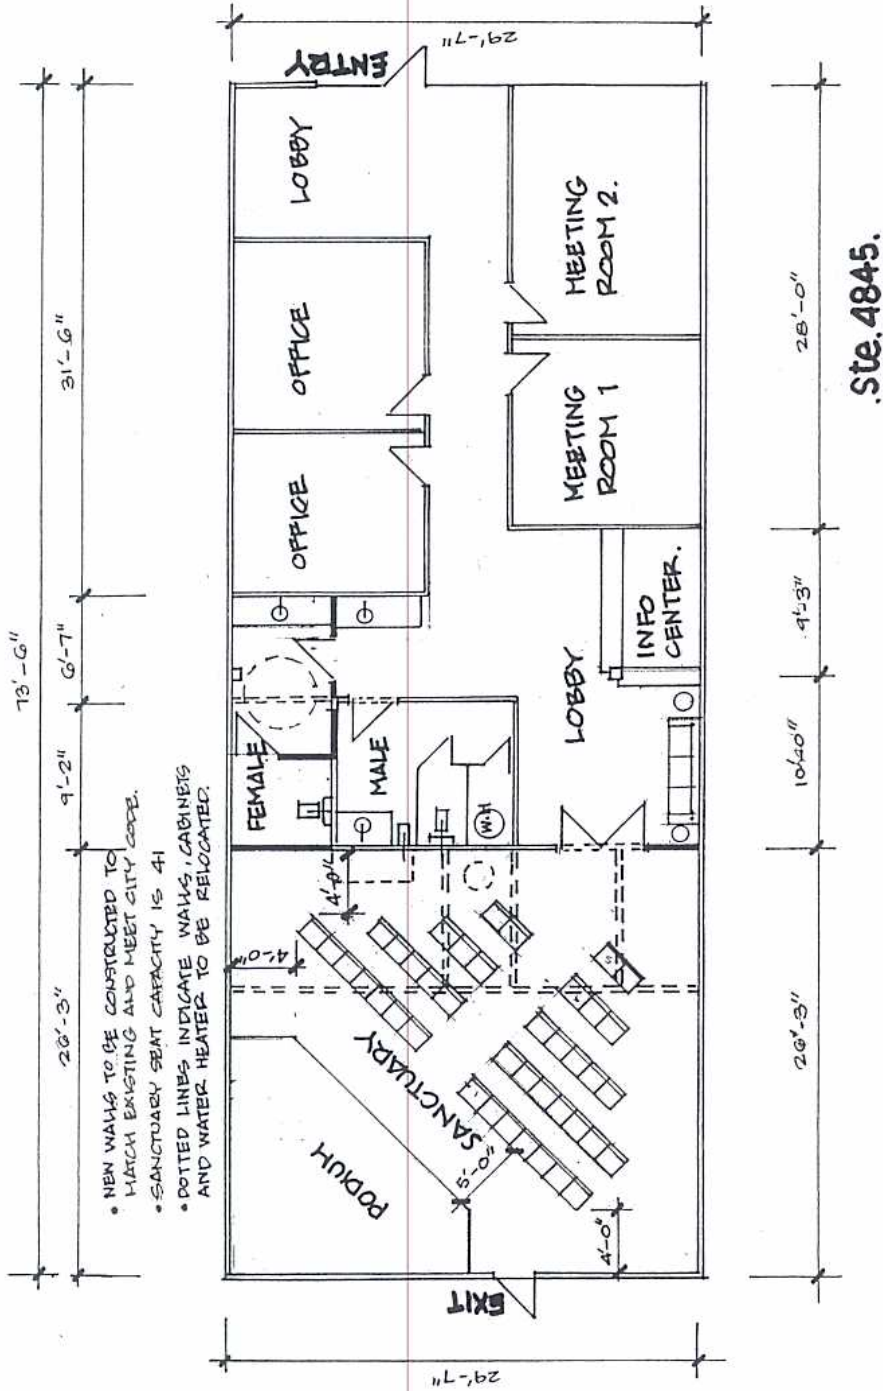 73'-6"
31'-6"
6'-7"
9'-2"
26'-3"
• NEW WALLS TO BE CONSTRUCTED TO
MATCH EXISTING AND MEET CITY CODE.
• SANCTUARY SEAT CAPACITY IS 41
• DOTTED LINES INDICATE WALLS, CABINETS
AND WATER HEATER TO BE RELOCATED.
29'-7"
ENTRY
LOBBY
OFFICE
OFFICE
MEETING
ROOM 2.
MEETING
ROOM 1
INFO
CENTER.
LOBBY
FEMALE
MALE
W.H
4'-0"
4'-0"
SANCTUARY
PODIUM
5'-0"
4'-0"
EXIT
29'-7"
28'-0"
9'-3"
26'-3"
.Ste.4845.